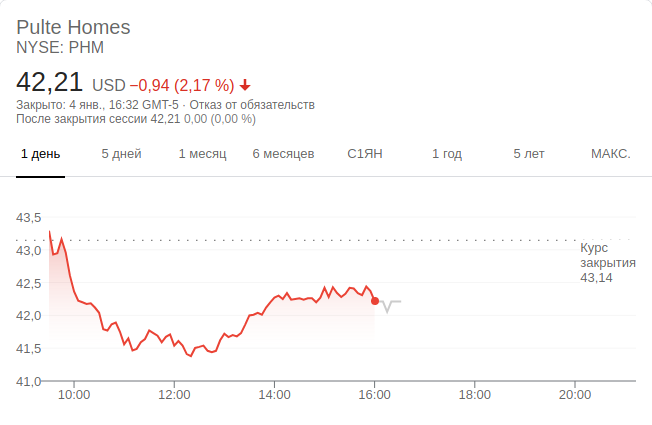 Pulte Homes
NYSE: PHM
42,21 USD −0,94 (2,17 %)
Закрыто: 4 янв., 16:32 GMT-5 · Отказ от обязательств
После закрытия сессии 42,21 0,00 (0,00 %)
1 день 5 дней 1 месяц 6 месяцев С1ЯН 1 год 5 лет МАКС.
43,5
43,0
42,5
42,0
41,5
41,0
Курс
закрытия
43,14
10:00 12:00 14:00 16:00 18:00 20:00